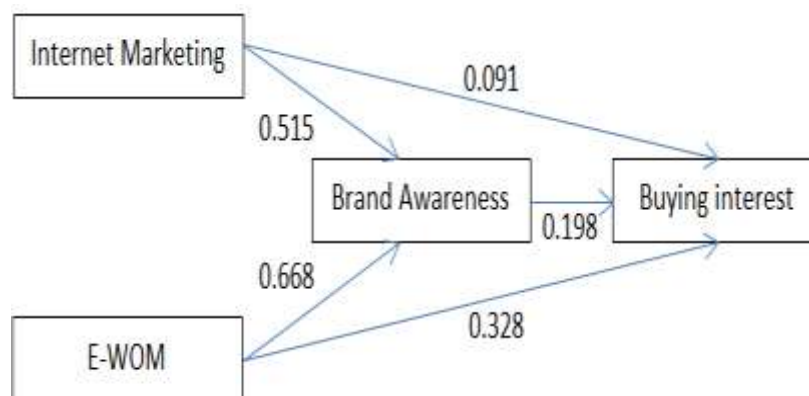 Internet Marketing
0.091
0.515
Brand Awareness
Buying interest
0.198
0.668
0.328
E-WOM